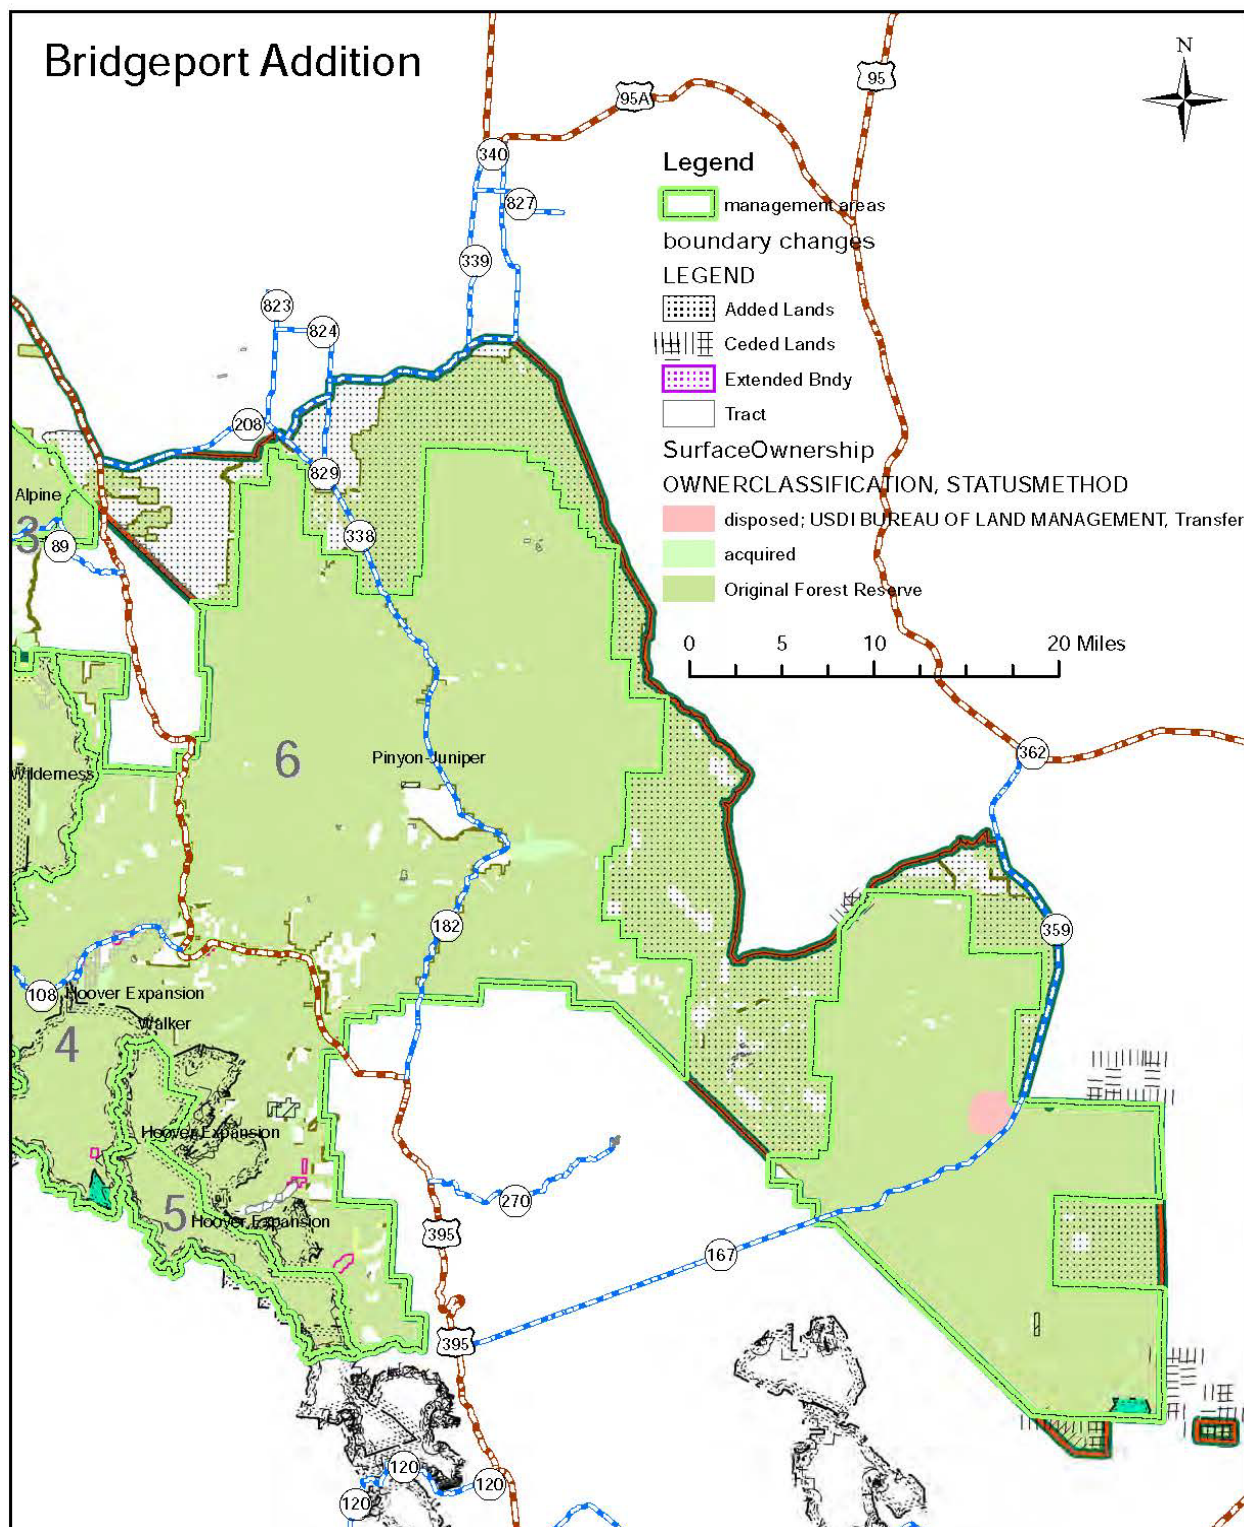 Bridgeport Addition
N
95
95A
340
Legend
827
management areas
boundary changes
339
LEGEND
823
Added Lands
824
Ceded Lands
Extended Bndy
208
Tract
SurfaceOwnership
829
OWNERCLASSIFICATION, STATUSMETHOD
Alpine
disposed; USDI BUREAU OF LAND MANAGEMENT, Transfer
3
338
89
acquired
Original Forest Reserve
0 5 10 20 Miles
362
6
Pinyon-Juniper
Wilderness
182
359
108
Hoover Expansion
Walker
4
Hoover Expansion
270
5
Hoover Expansion
395
167
395
120
120
120